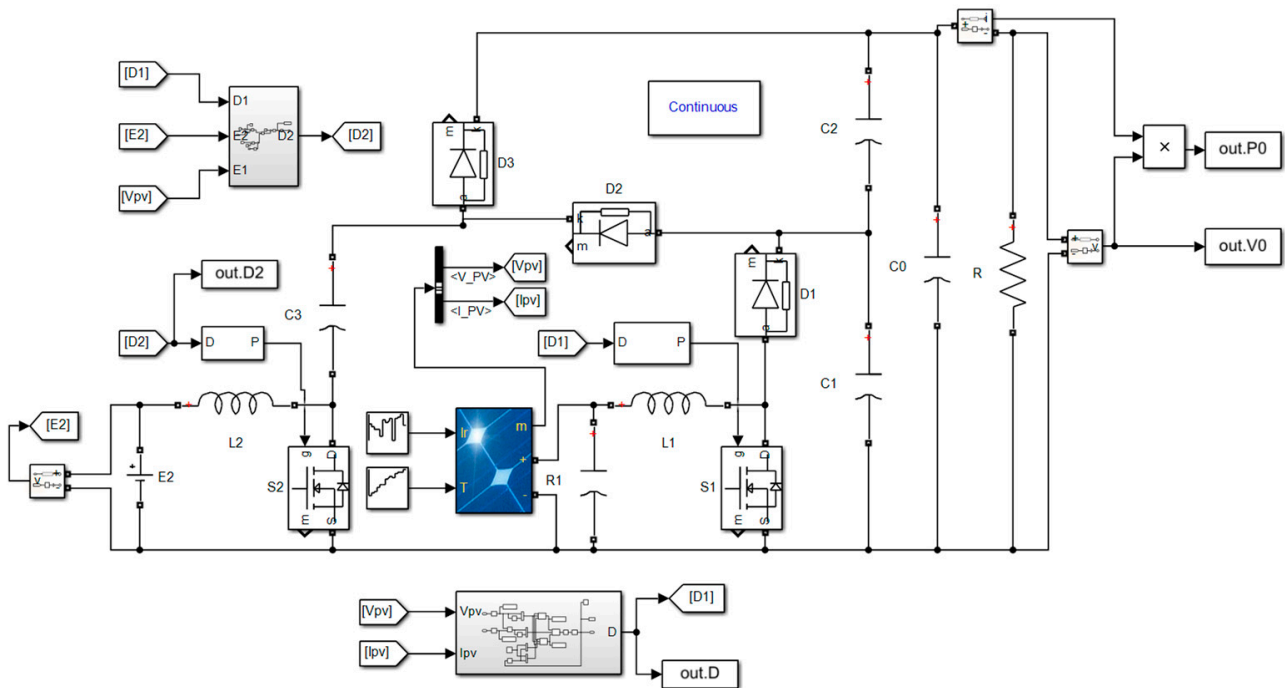 [D1]
D1
[E2]
E2
D2
[D2]
[Vpv]
E1
Continuous
m
k
D3
a
C2
×
out.P0
D2
k
m
a
out.D2
<V_PV>
[Vpv]
<I_PV>
[Ipv]
m
k
D1
a
C0
R
v
out.V0
C3
[D2]
D
P
[D1]
D
P
C1
[E2]
v
E2
L2
g
D
S2
m
S
Ir
T
m
+
-
R1
L1
g
D
S1
m
S
[Vpv]
Vpv
[Ipv]
Ipv
D
[D1]
out.D